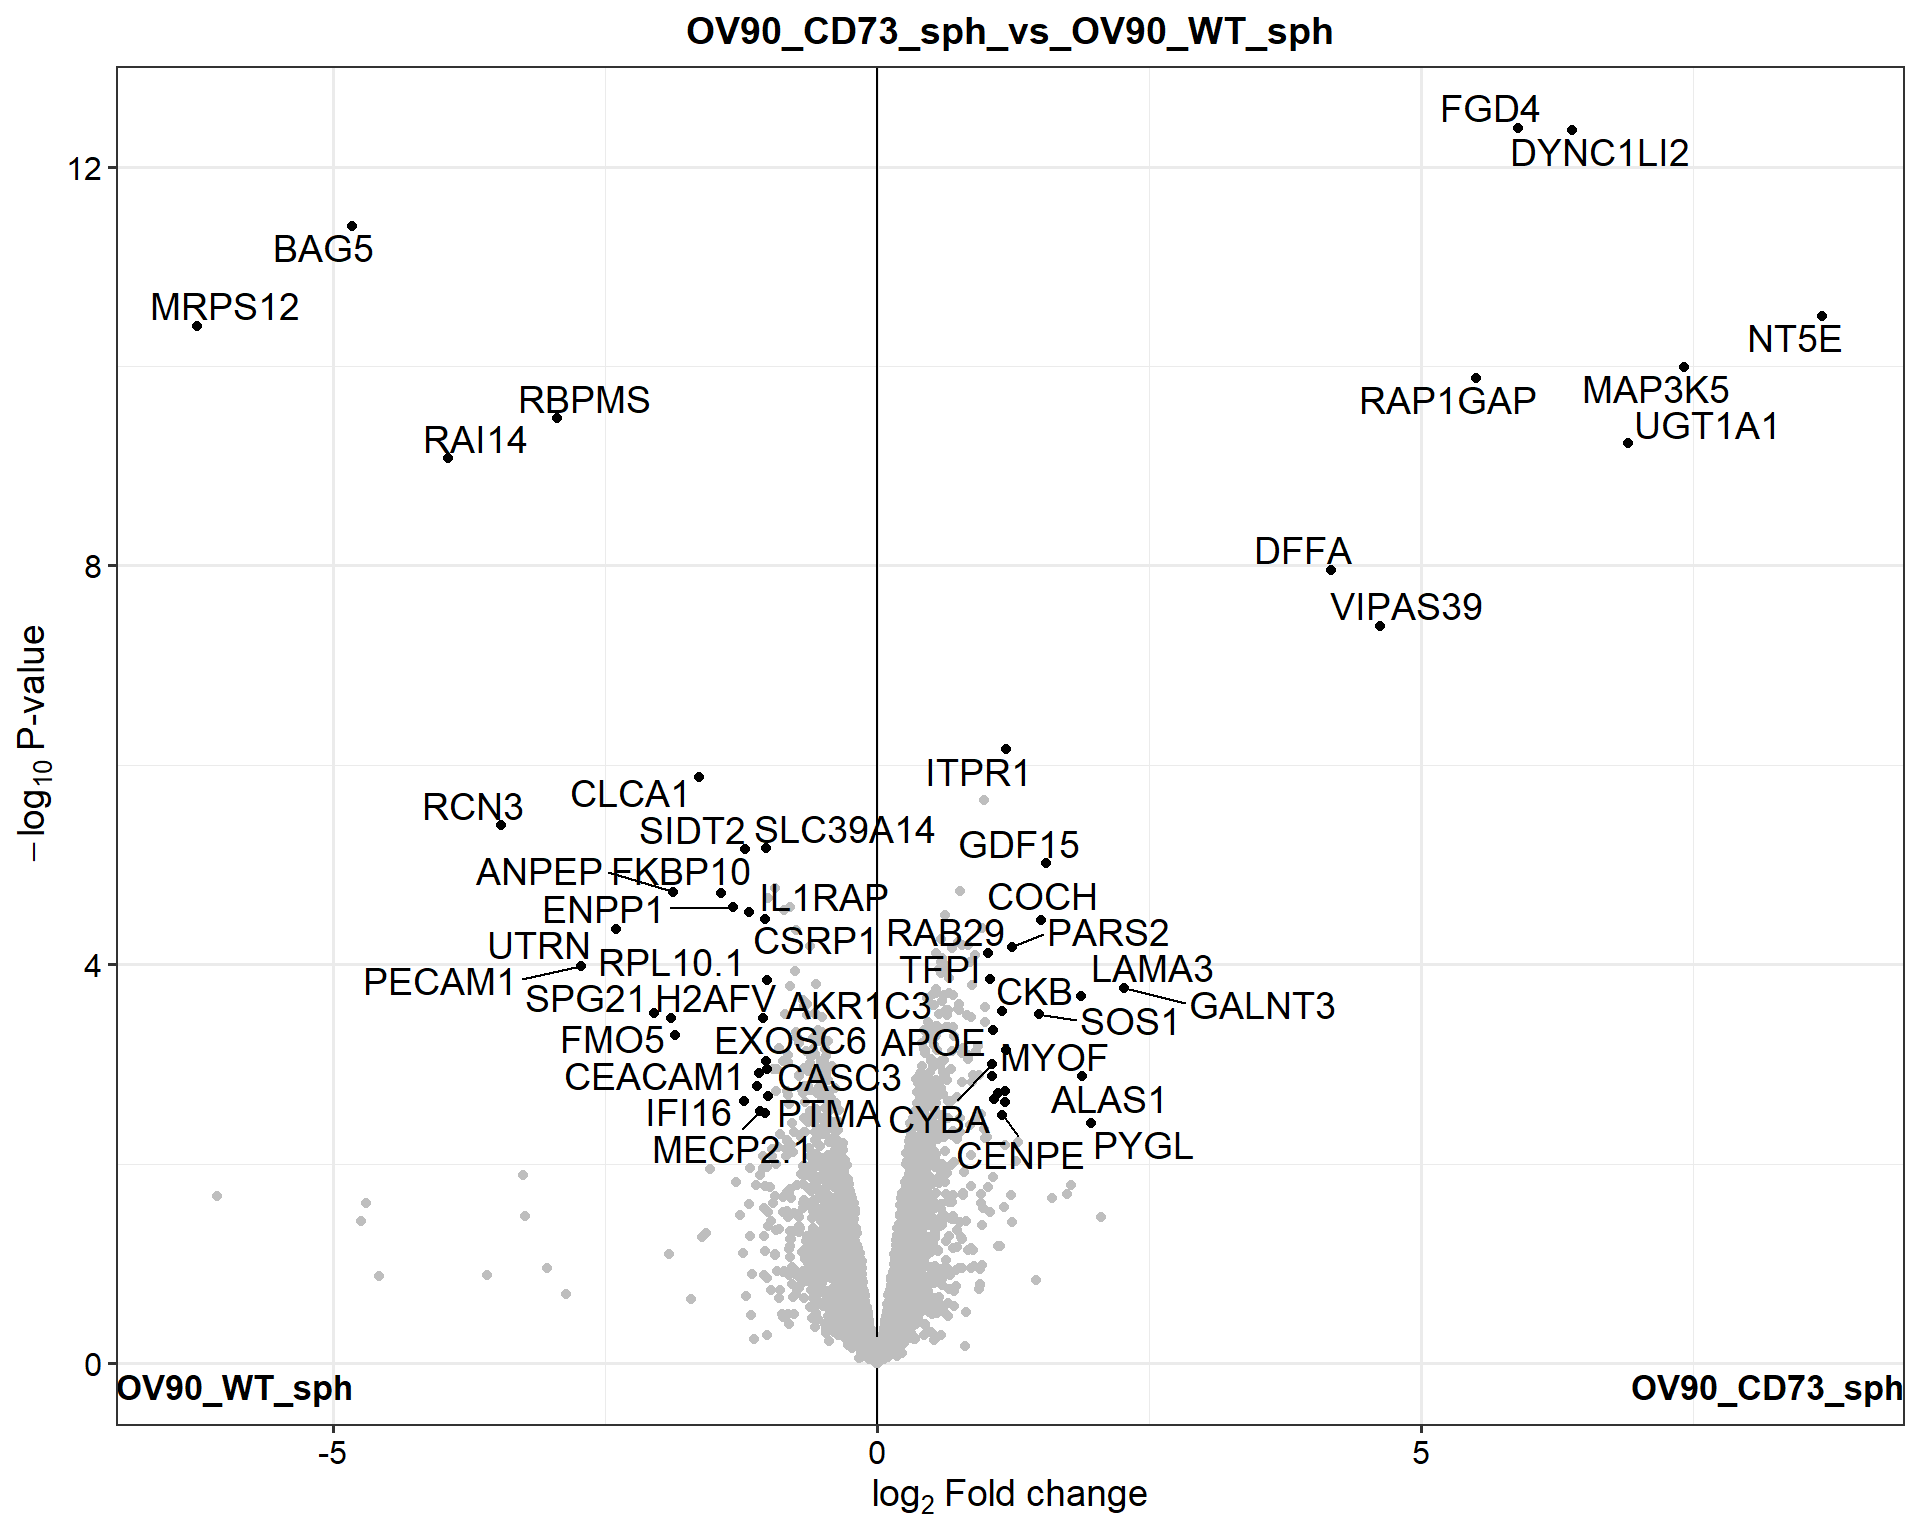 OV90_CD73_sph_vs_OV90_WT_sph
FGD4
DYNC1LI2
12
BAG5
MRPS12
NT5E
RBPMS
MAP3K5
RAP1GAP
UGT1A1
RAI14
8
DFFA
VIPAS39
−log10 P-value
ITPR1
CLCA1
RCN3
SIDT2
SLC39A14
GDF15
ANPEP
FKBP10
IL1RAP
COCH
ENPP1
CSRP1
RAB29
PARS2
UTRN
RPL10.1
4
TFPI
LAMA3
PECAM1
SPG21
H2AFV
AKR1C3
CKB
GALNT3
SOS1
FMO5
EXOSC6
APOE
MYOF
CEACAM1
CASC3
ALAS1
IFI16
PTMA
CYBA
MECP2.1
CENPE
PYGL
0
OV90_WT_sph
OV90_CD73_sph
-5
0
5
log2 Fold change